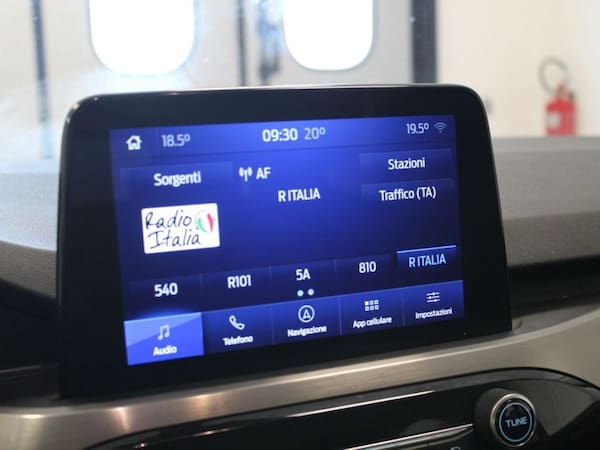 18.5° 09:30 20° 19.5°
Sorgenti AF Stazioni
R ITALIA Traffico (TA)
Radio
Italia
540 R101 5A 810 R ITALIA
Audio Telefono Navigazione App cellulare Impostazioni
TUNE